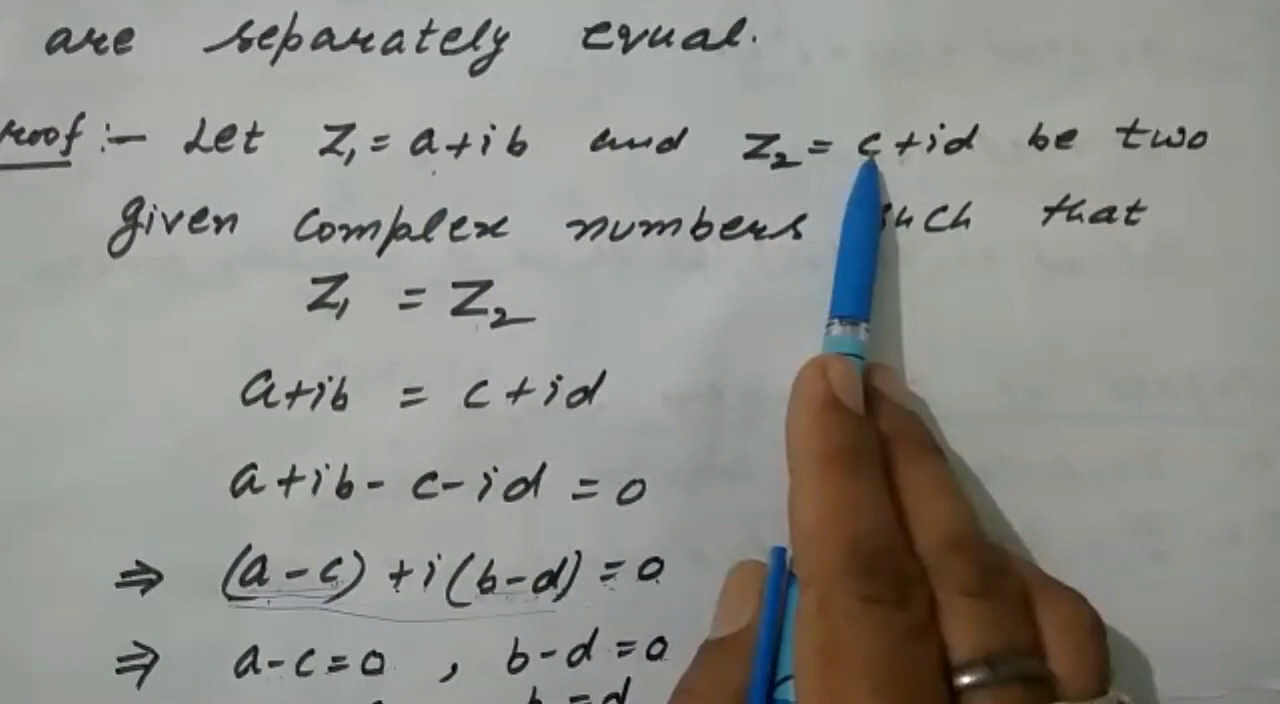 are separately equal.
roof :- Let Z₁ = a+ib and Z₂ = c+id be two
given complex numbers such that
Z₁ = Z₂
a+ib = c+id
a+ib-c-id = 0
⇒ (a-c)+i(b-d) = 0
⇒ a-c=0 , b-d=0
b=d